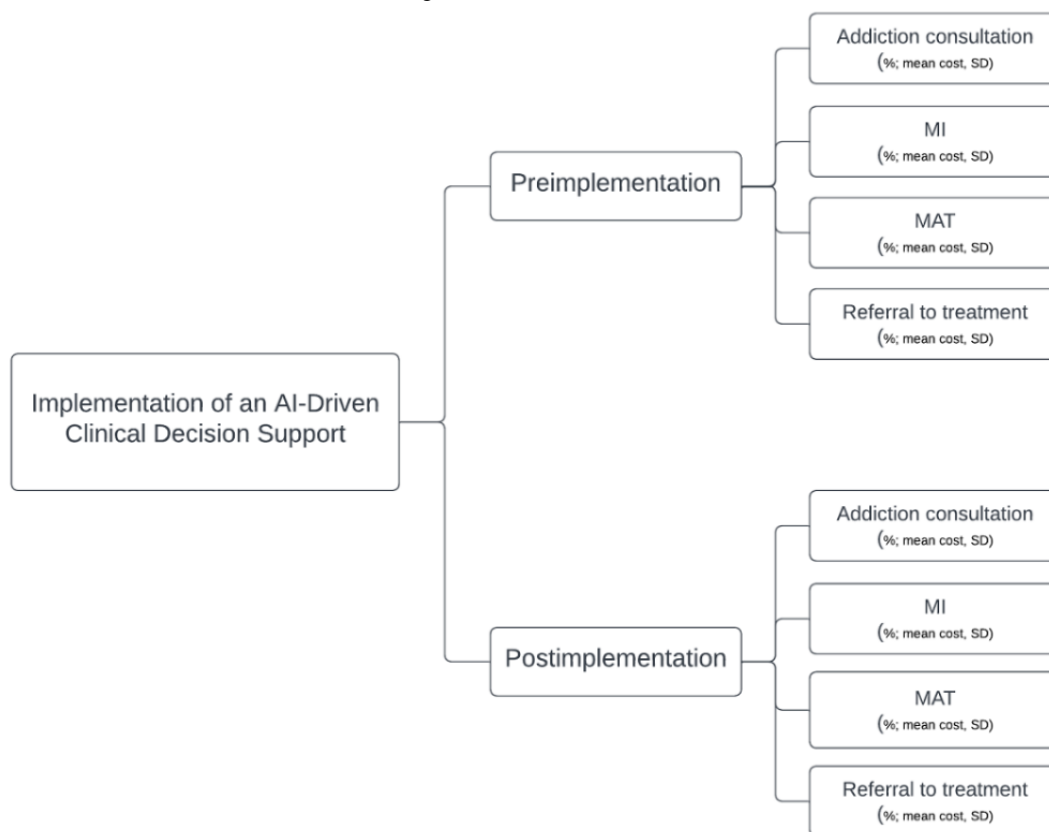 Addiction consultation
(%; mean cost, SD)
MI
(%; mean cost, SD)
Preimplementation
MAT
(%; mean cost, SD)
Referral to treatment
(%; mean cost, SD)
Implementation of an AI-Driven
Clinical Decision Support
Addiction consultation
(%; mean cost, SD)
MI
(%; mean cost, SD)
Postimplementation
MAT
(%; mean cost, SD)
Referral to treatment
(%; mean cost, SD)